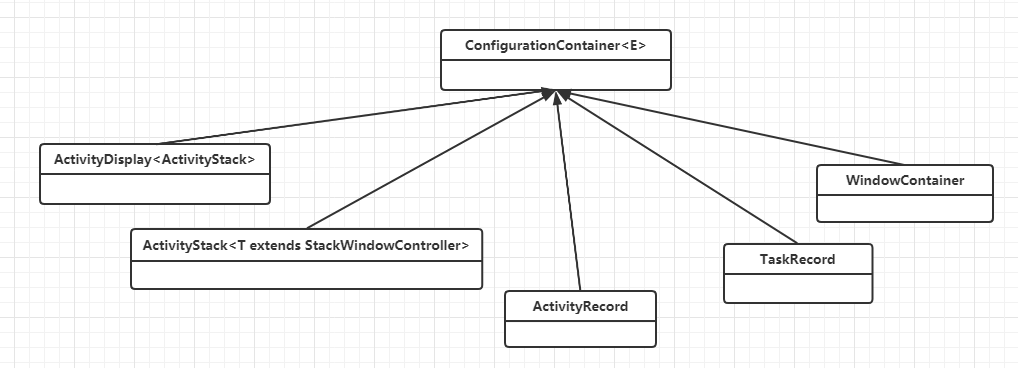 ConfigurationContainer<E>
ActivityDisplay<ActivityStack>
WindowContainer
ActivityStack<T extends StackWindowController>
TaskRecord
ActivityRecord